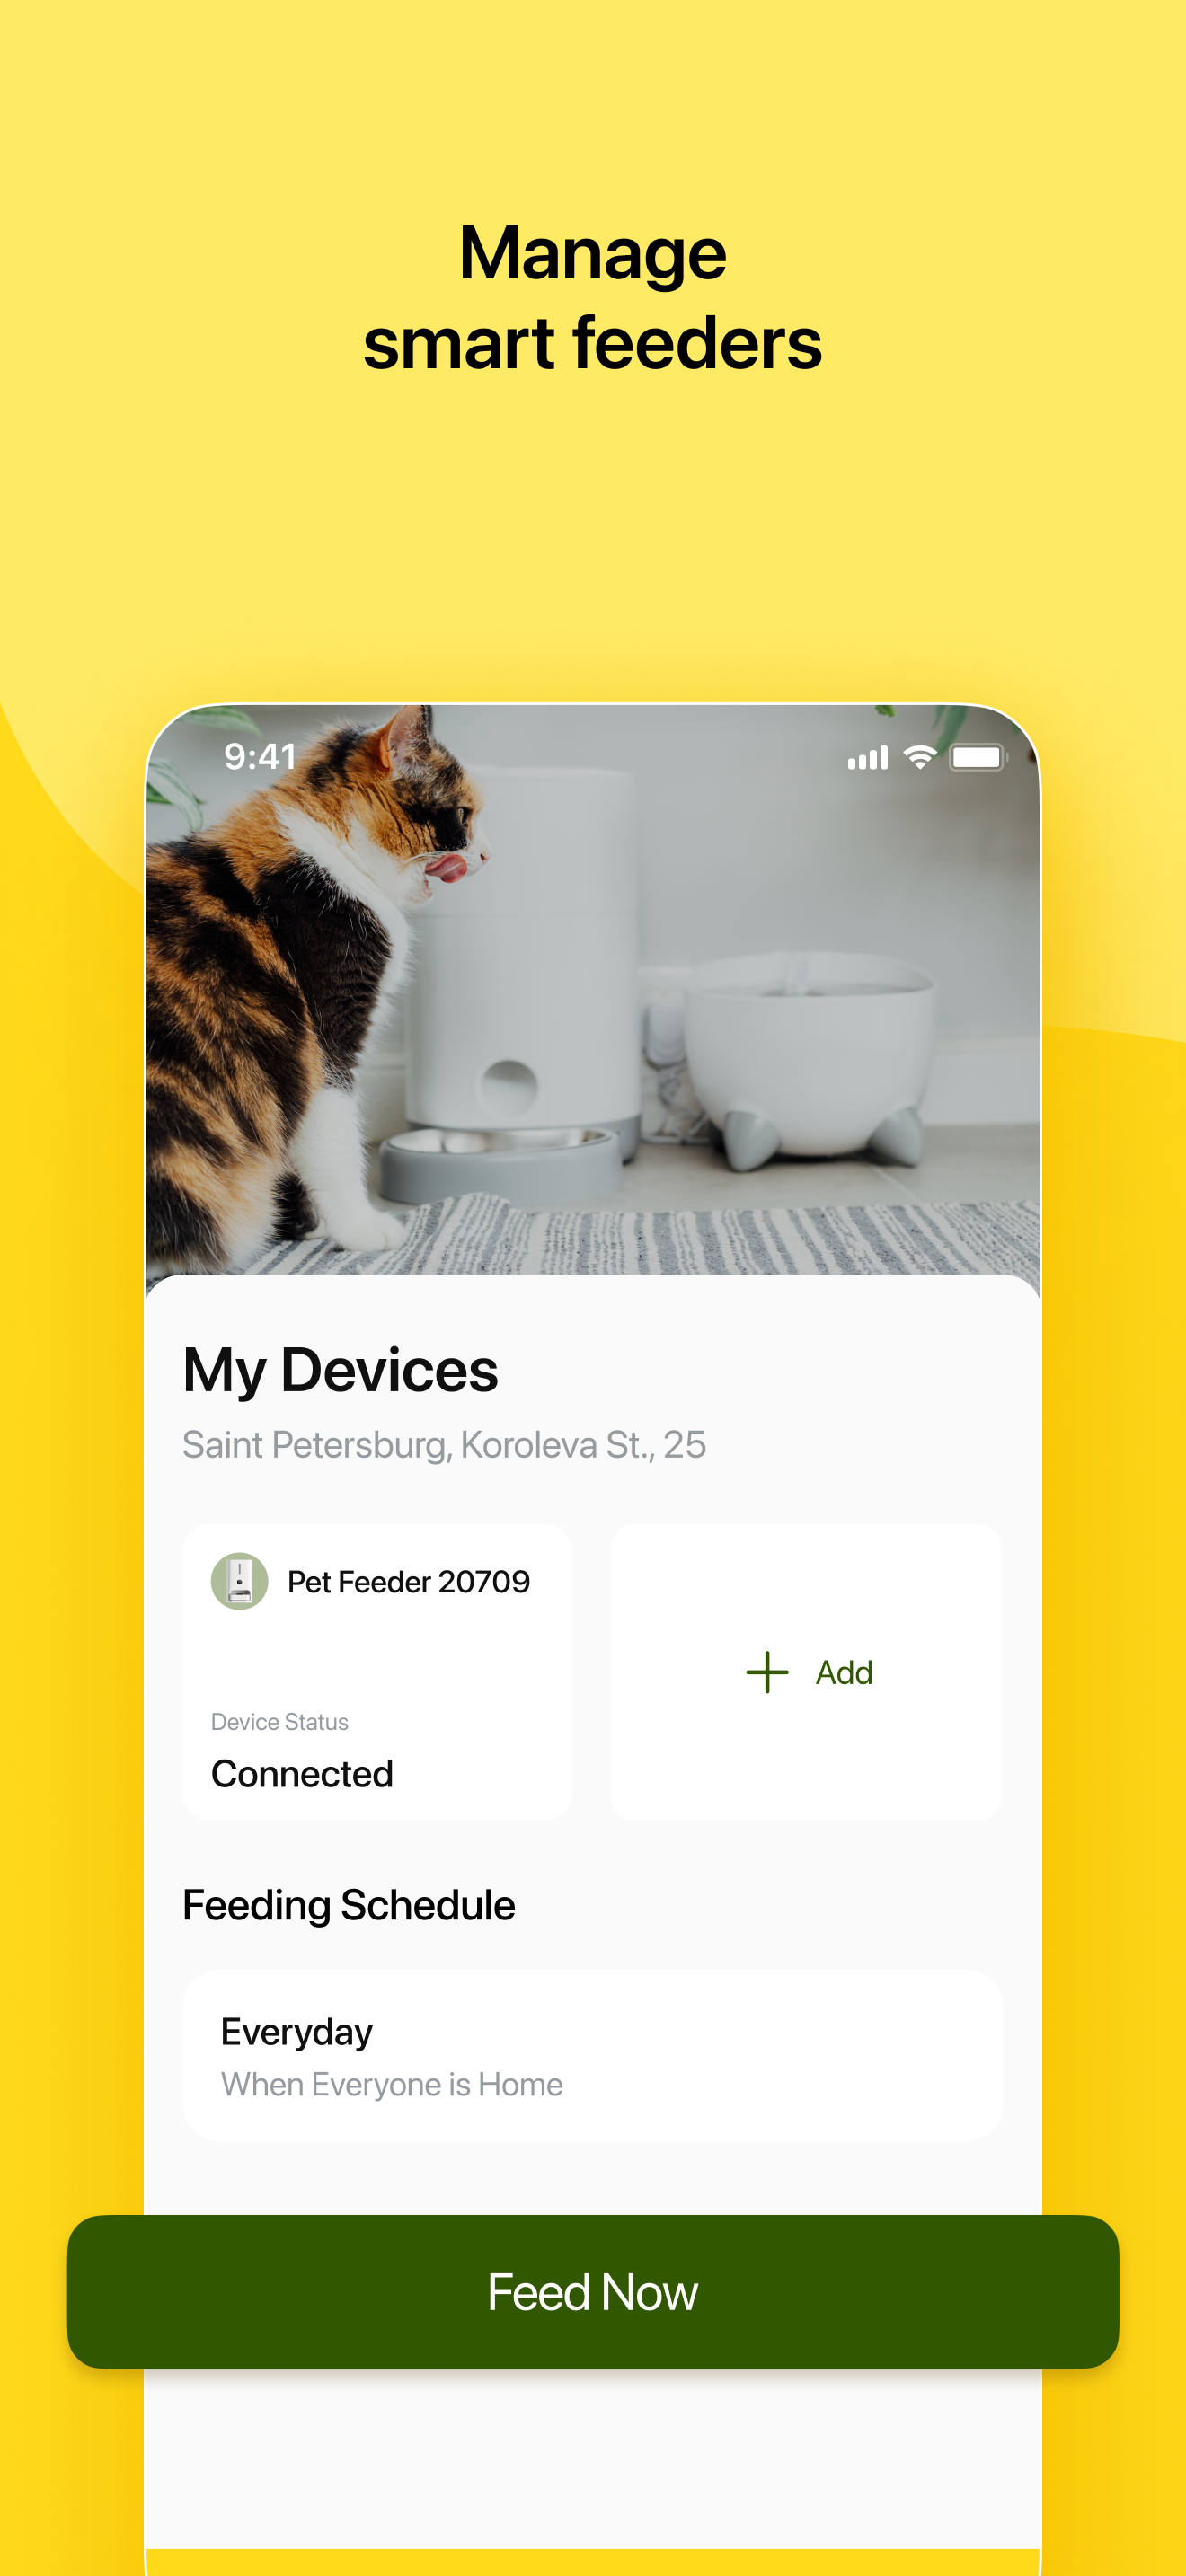 Manage
smart feeders
9:41
My Devices
Saint Petersburg, Koroleva St., 25
Pet Feeder 20709
Device Status
Connected
Add
Feeding Schedule
Everyday
When Everyone is Home
Feed Now